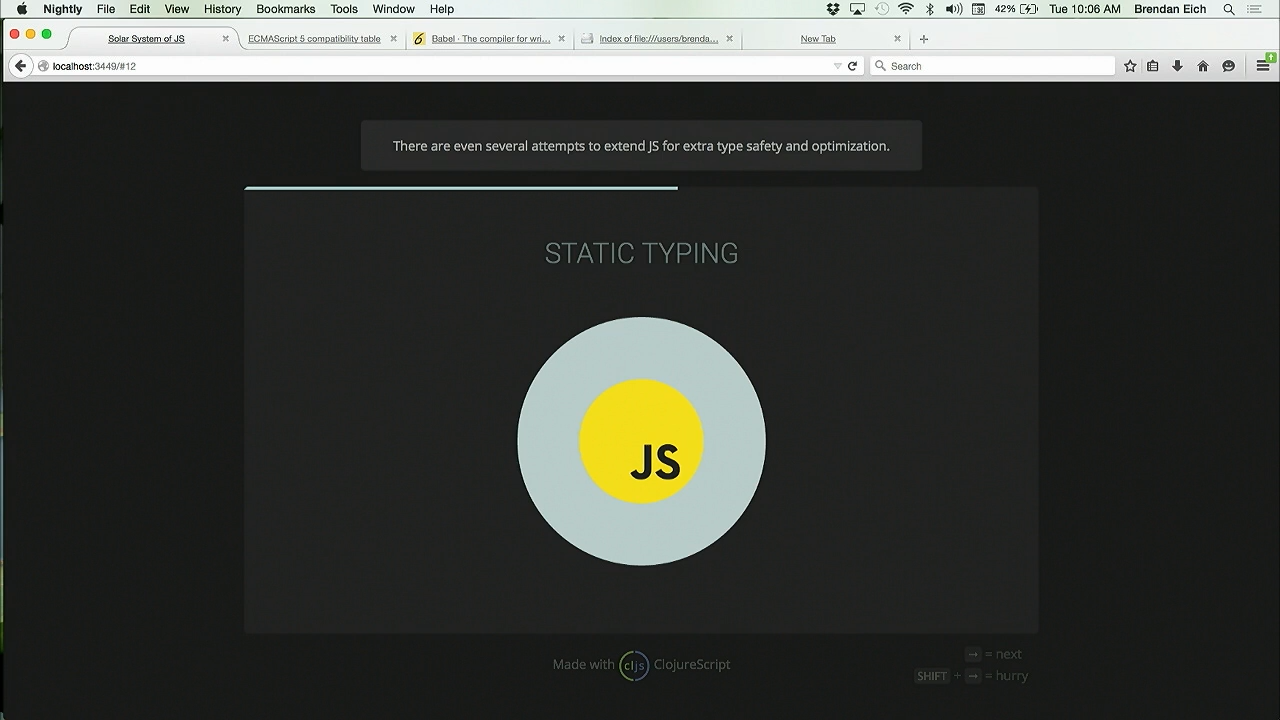 Nightly File Edit View History Bookmarks Tools Window Help 42% Tue 10:06 AM Brendan Eich
Solar System of JS
ECMAScript 5 compatibility table
6 Babel · The compiler for wri...
Index of file:///users/brenda...
New Tab
localhost:3449/#12
Search
There are even several attempts to extend JS for extra type safety and optimization.
STATIC TYPING
JS
Made with cljs ClojureScript
→ = next
SHIFT + → = hurry